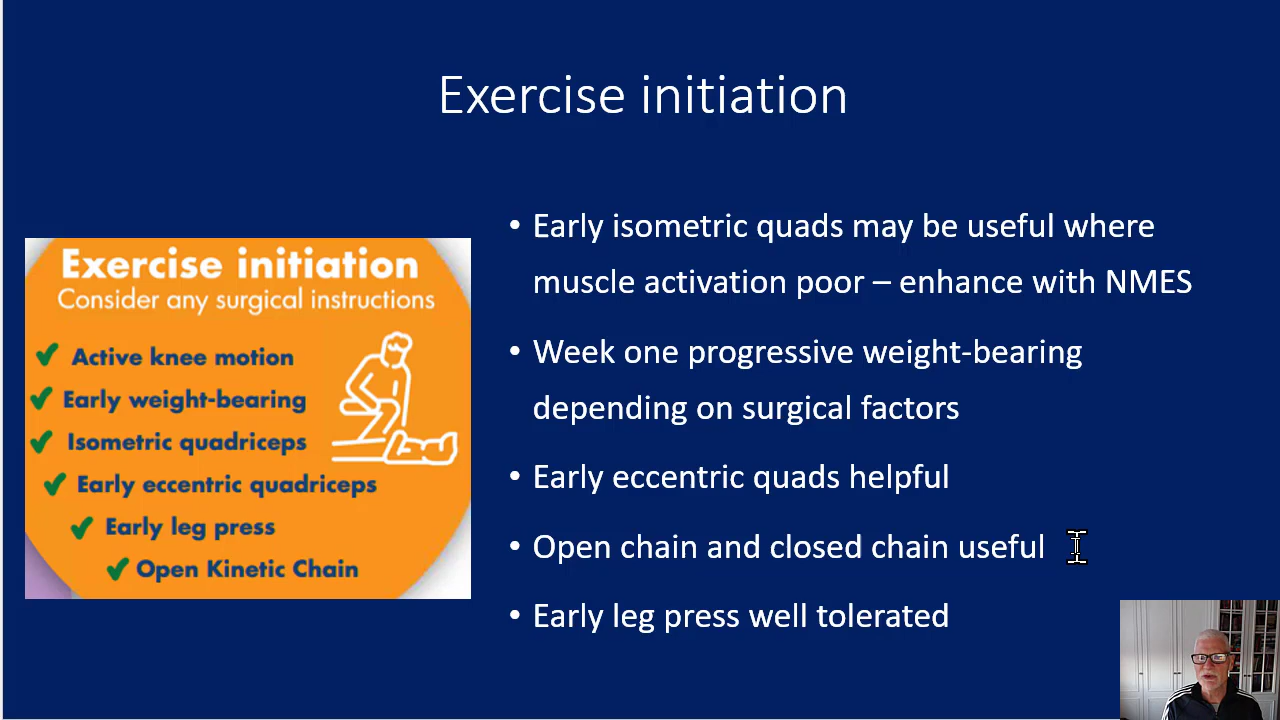 Exercise initiation
Exercise initiation
Consider any surgical instructions
✔ Active knee motion
✔ Early weight-bearing
✔ Isometric quadriceps
✔ Early eccentric quadriceps
✔ Early leg press
✔ Open Kinetic Chain
• Early isometric quads may be useful where
muscle activation poor – enhance with NMES
• Week one progressive weight-bearing
depending on surgical factors
• Early eccentric quads helpful
• Open chain and closed chain useful
• Early leg press well tolerated